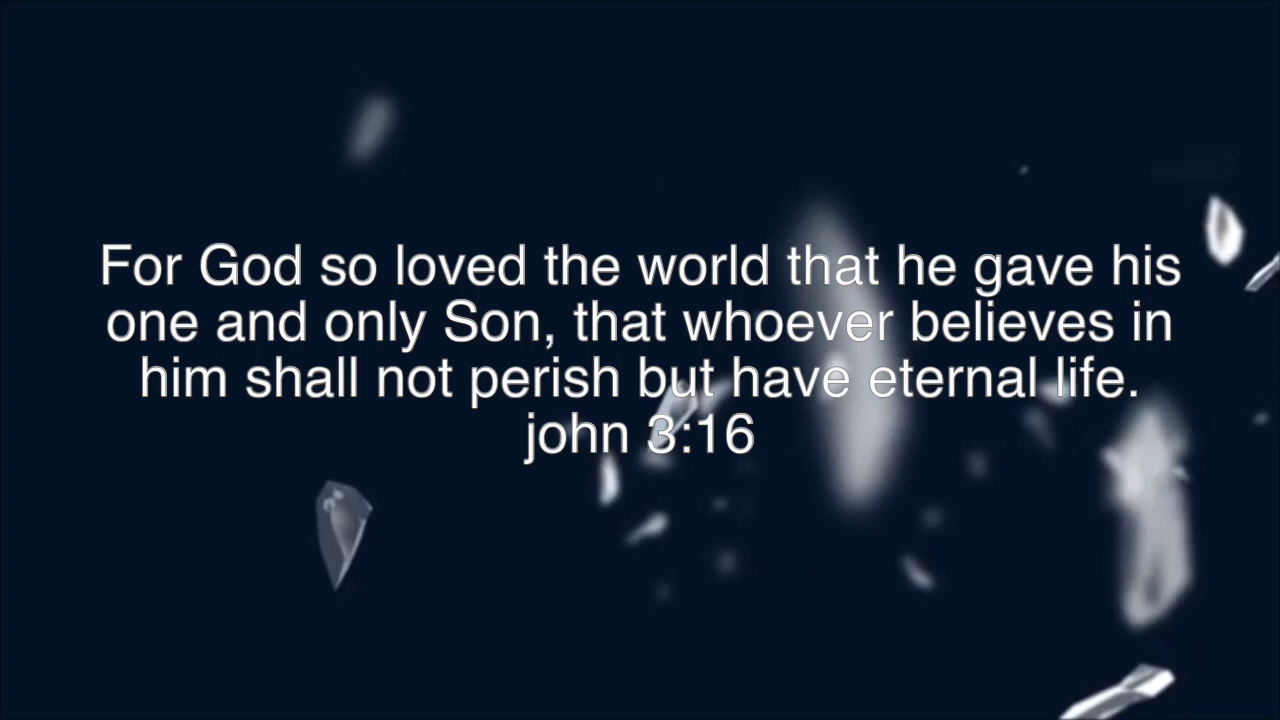 For God so loved the world that he gave his
one and only Son, that whoever believes in
him shall not perish but have eternal life.
john 3:16